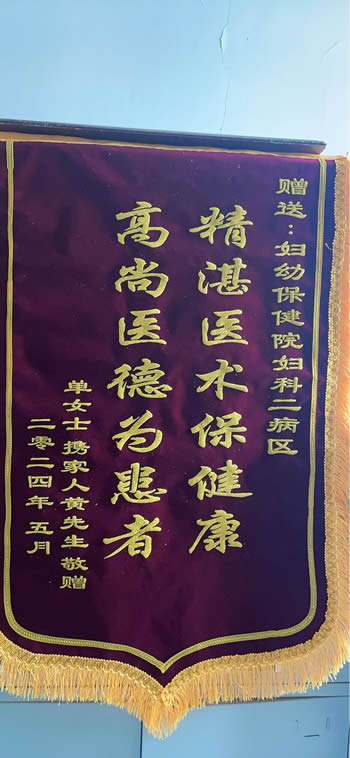 赠送：妇幼保健院妇科二病区
精湛医术保健康
高尚医德为患者
单女士 携家人黄先生敬赠
二零二四年五月